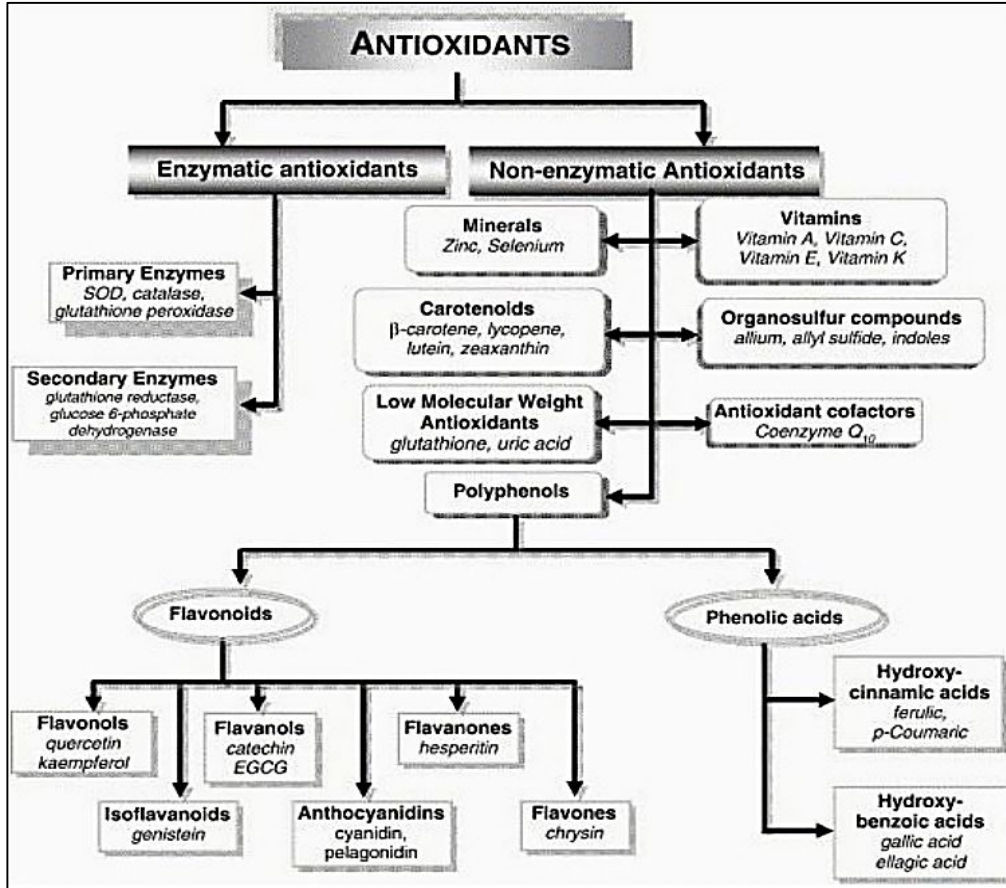 ANTIOXIDANTS
Enzymatic antioxidants
Non-enzymatic Antioxidants
Primary Enzymes
SOD, catalase,
glutathione peroxidase
Secondary Enzymes
glutathione reductase,
glucose 6-phosphate
dehydrogenase
Minerals
Zinc, Selenium
Vitamins
Vitamin A, Vitamin C,
Vitamin E, Vitamin K
Carotenoids
β-carotene, lycopene,
lutein, zeaxanthin
Organosulfur compounds
allium, allyl sulfide, indoles
Low Molecular Weight
Antioxidants
glutathione, uric acid
Antioxidant cofactors
Coenzyme Q₁₀
Polyphenols
Flavonoids
Phenolic acids
Flavonols
quercetin
kaempferol
Flavanols
catechin
EGCG
Flavanones
hesperitin
Isoflavanoids
genistein
Anthocyanidins
cyanidin,
pelagonidin
Flavones
chrysin
Hydroxy-
cinnamic acids
ferulic,
p-Coumaric
Hydroxy-
benzoic acids
gallic acid
ellagic acid